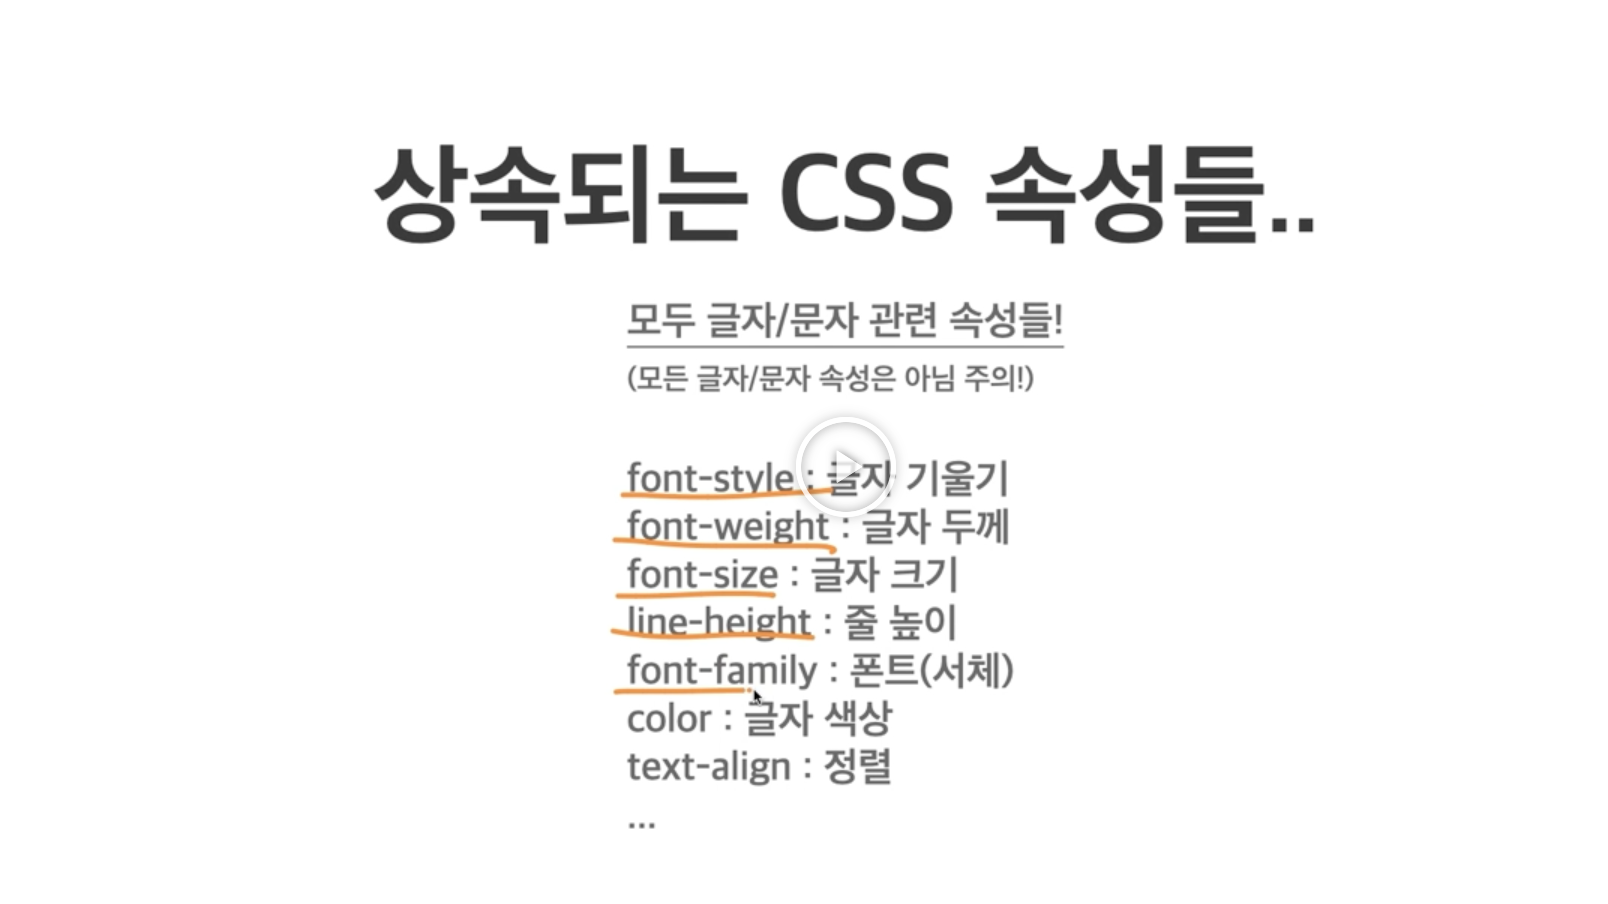 상속되는 CSS 속성들..
모두 글자/문자 관련 속성들!
(모든 글자/문자 속성은 아님 주의!)
font-style : 글자 기울기
font-weight : 글자 두께
font-size : 글자 크기
line-height : 줄 높이
font-family : 폰트(서체)
color : 글자 색상
text-align : 정렬
...